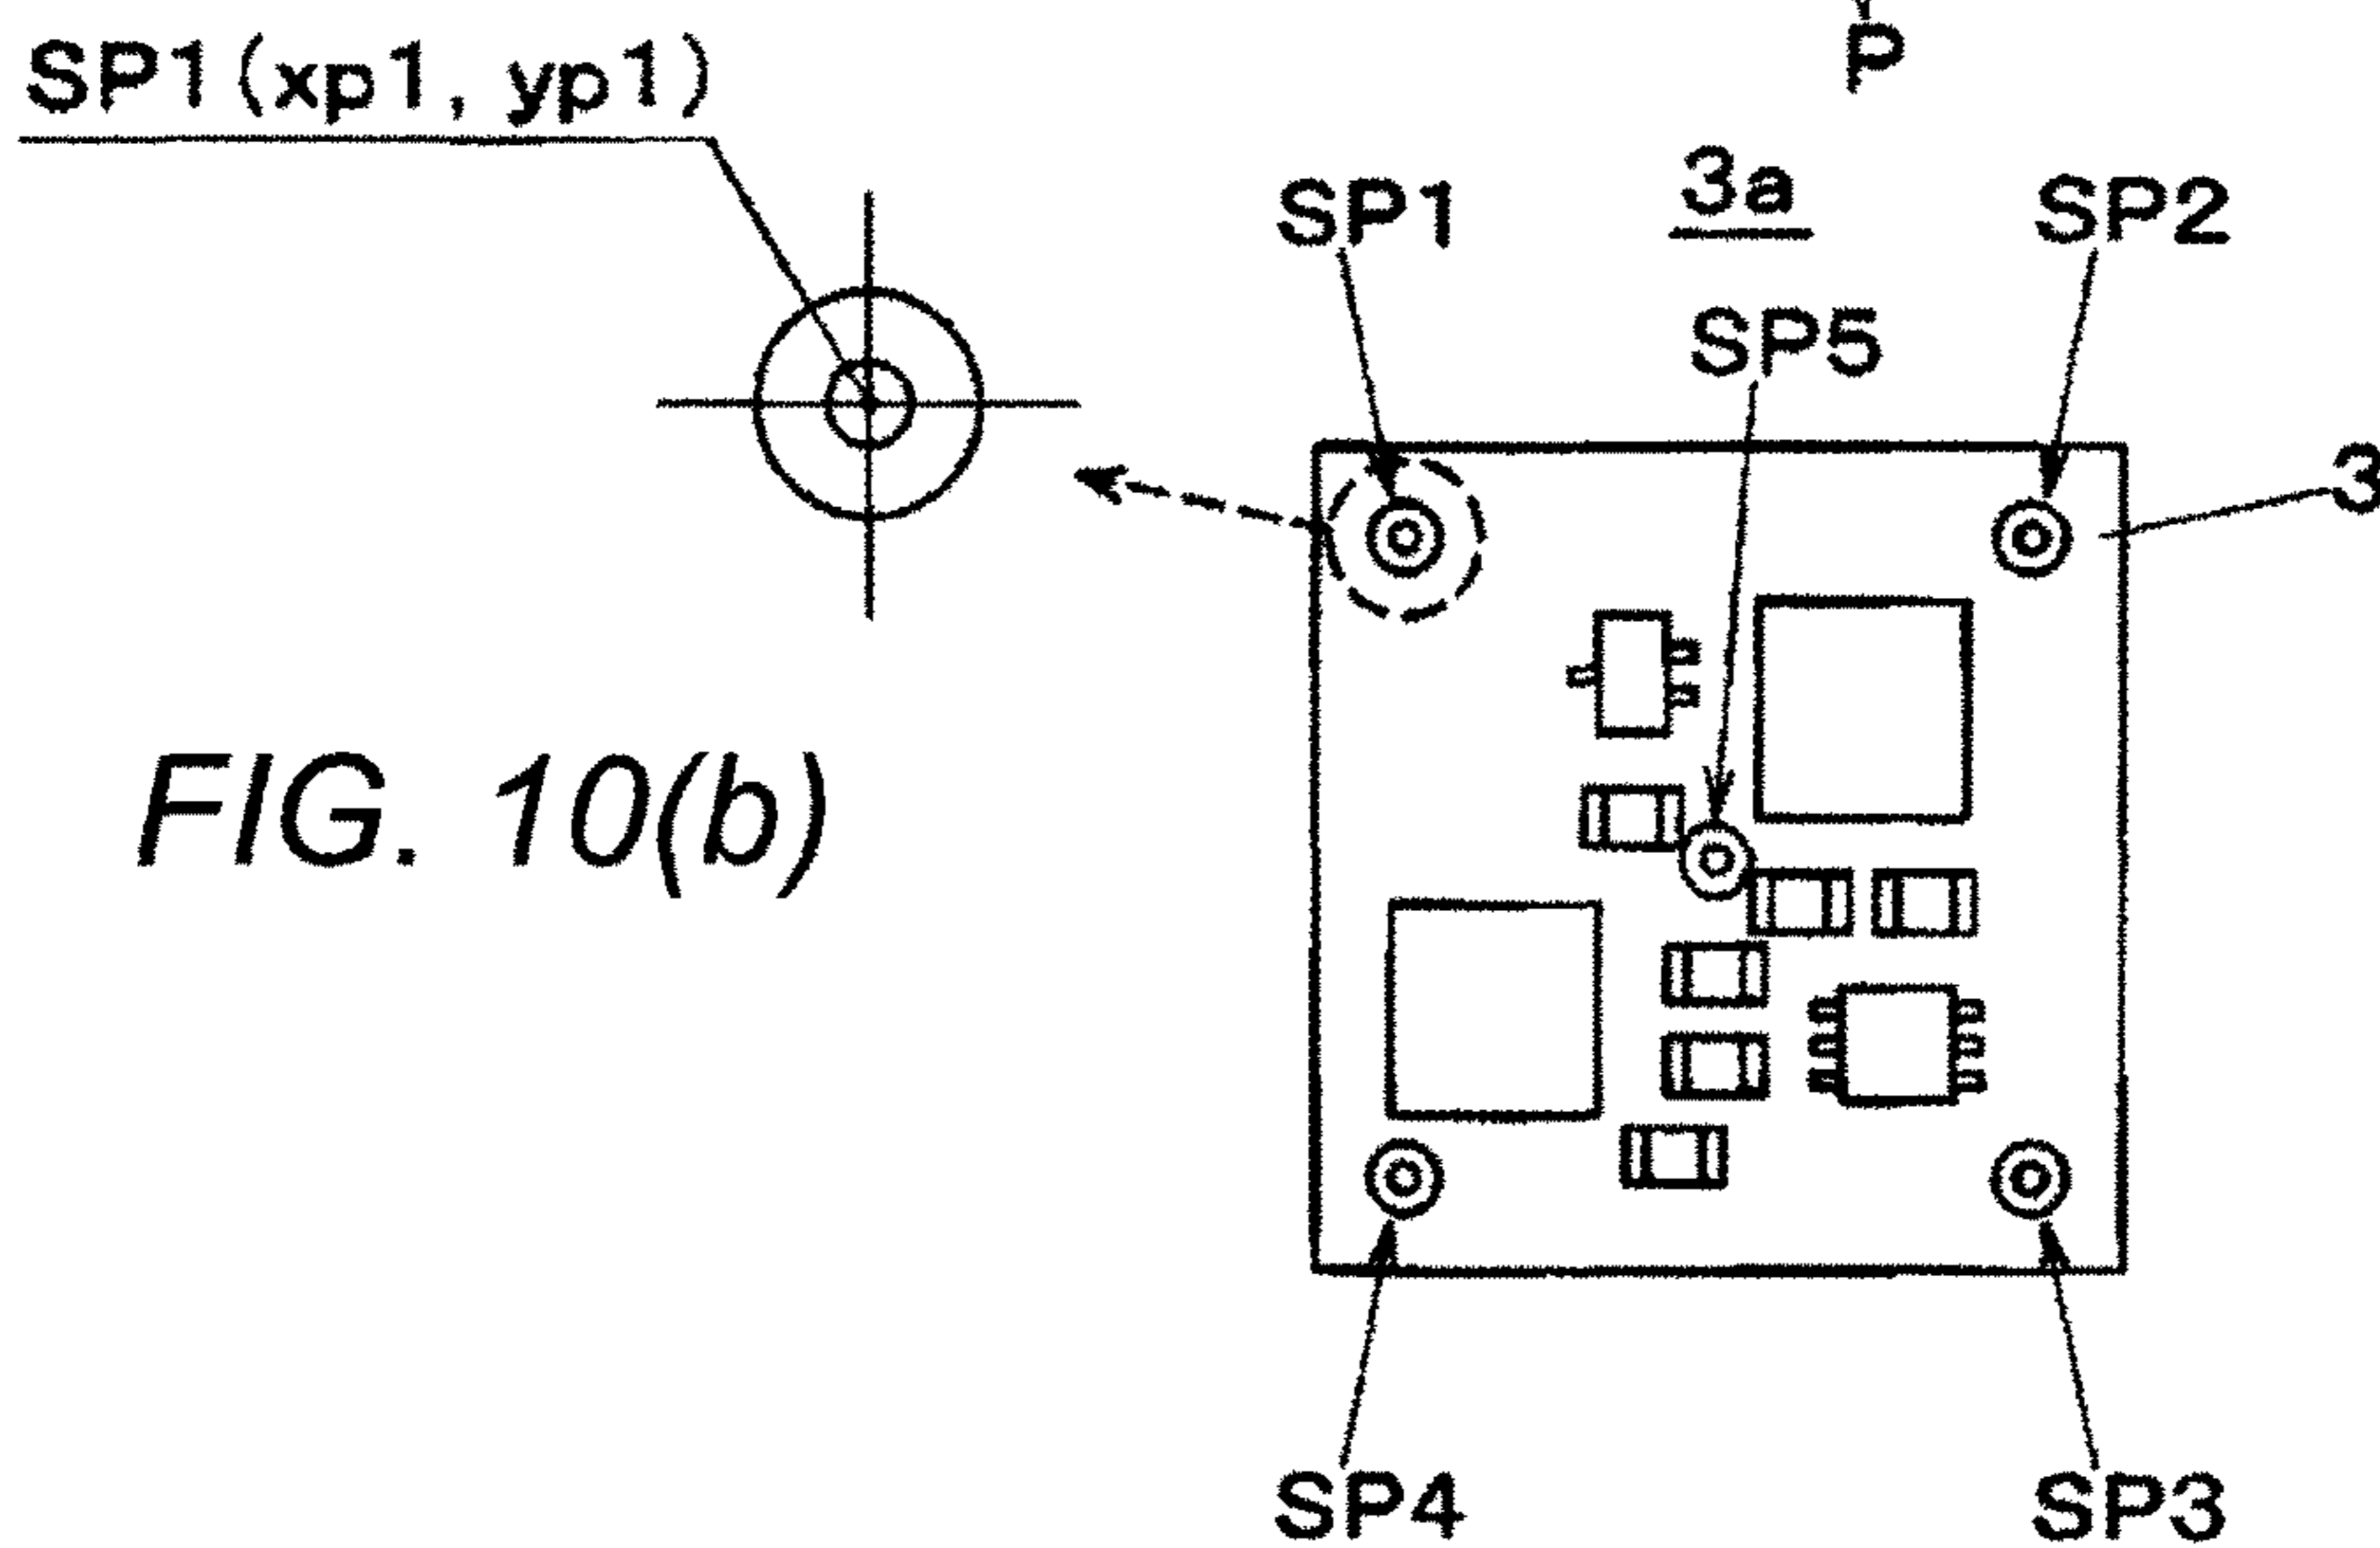 P
SP1(xp1, yp1)
SP1
3a
SP2
SP5
3
FIG. 10(b)
SP4
SP3